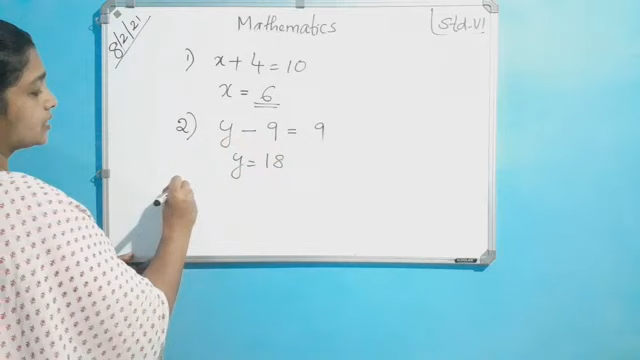 8/2/21
Mathematics
Std.VI
1) x + 4 = 10
x = 6
2) y - 9 = 9
y = 18